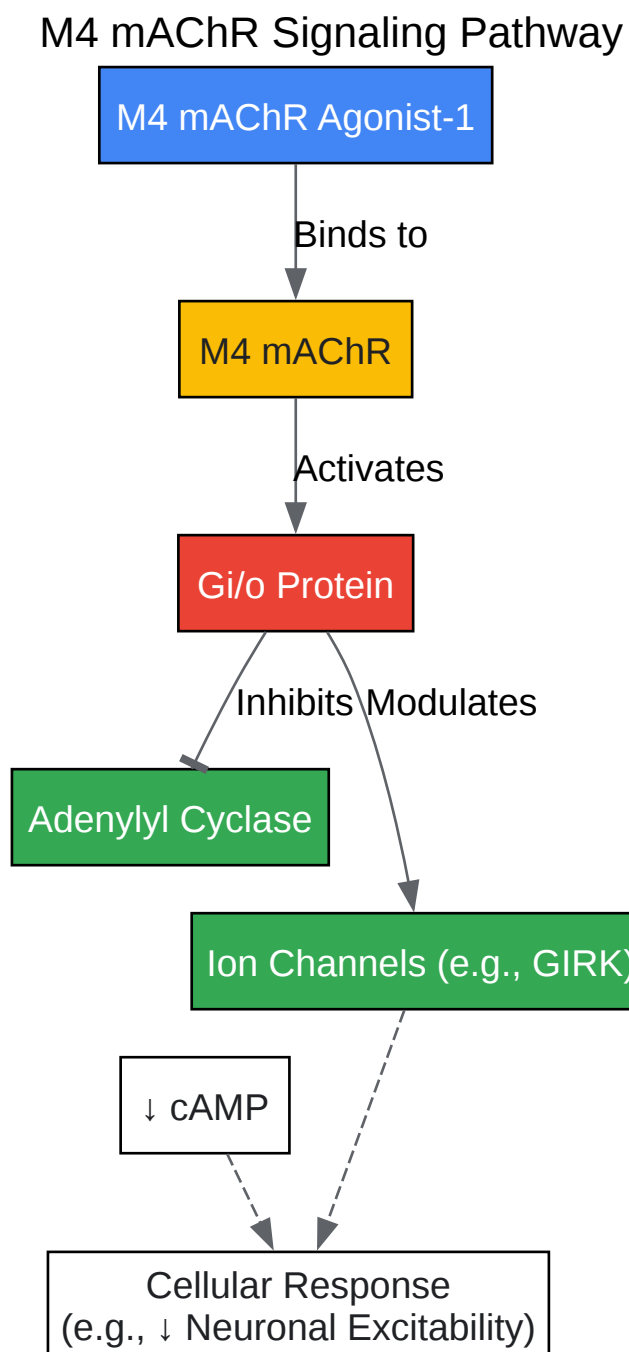 M4 mAChR Signaling Pathway
M4 mAChR Agonist-1
Binds to
M4 mAChR
Activates
Gi/o Protein
Inhibits
Modulates
Adenylyl Cyclase
Ion Channels (e.g., GIRK)
↓ cAMP
Cellular Response
(e.g., ↓ Neuronal Excitability)